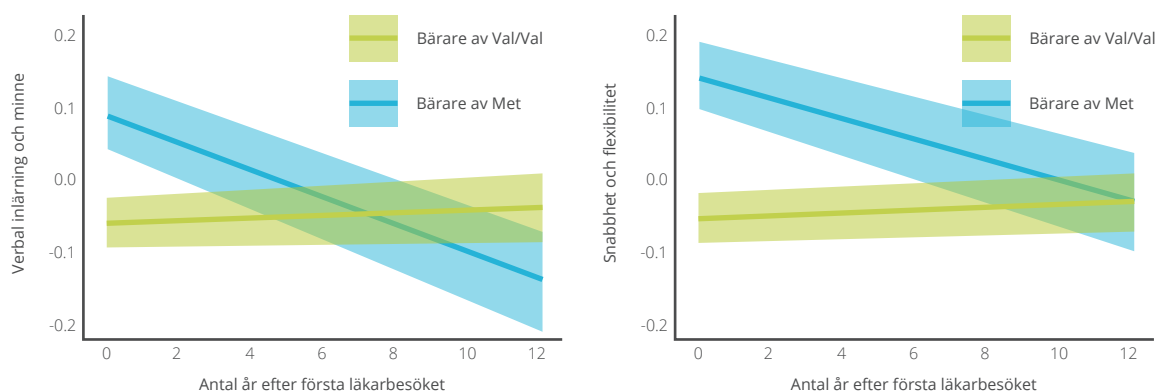 Verbal inlärning och minne
0.2
0.1
0.0
-0.1
-0.2
Bärare av Val/Val
Bärare av Met
0 2 4 6 8 10 12
Antal år efter första läkarbesöket
Snabbhet och flexibilitet
0.2
0.1
0.0
-0.1
-0.2
Bärare av Val/Val
Bärare av Met
0 2 4 6 8 10 12
Antal år efter första läkarbesöket